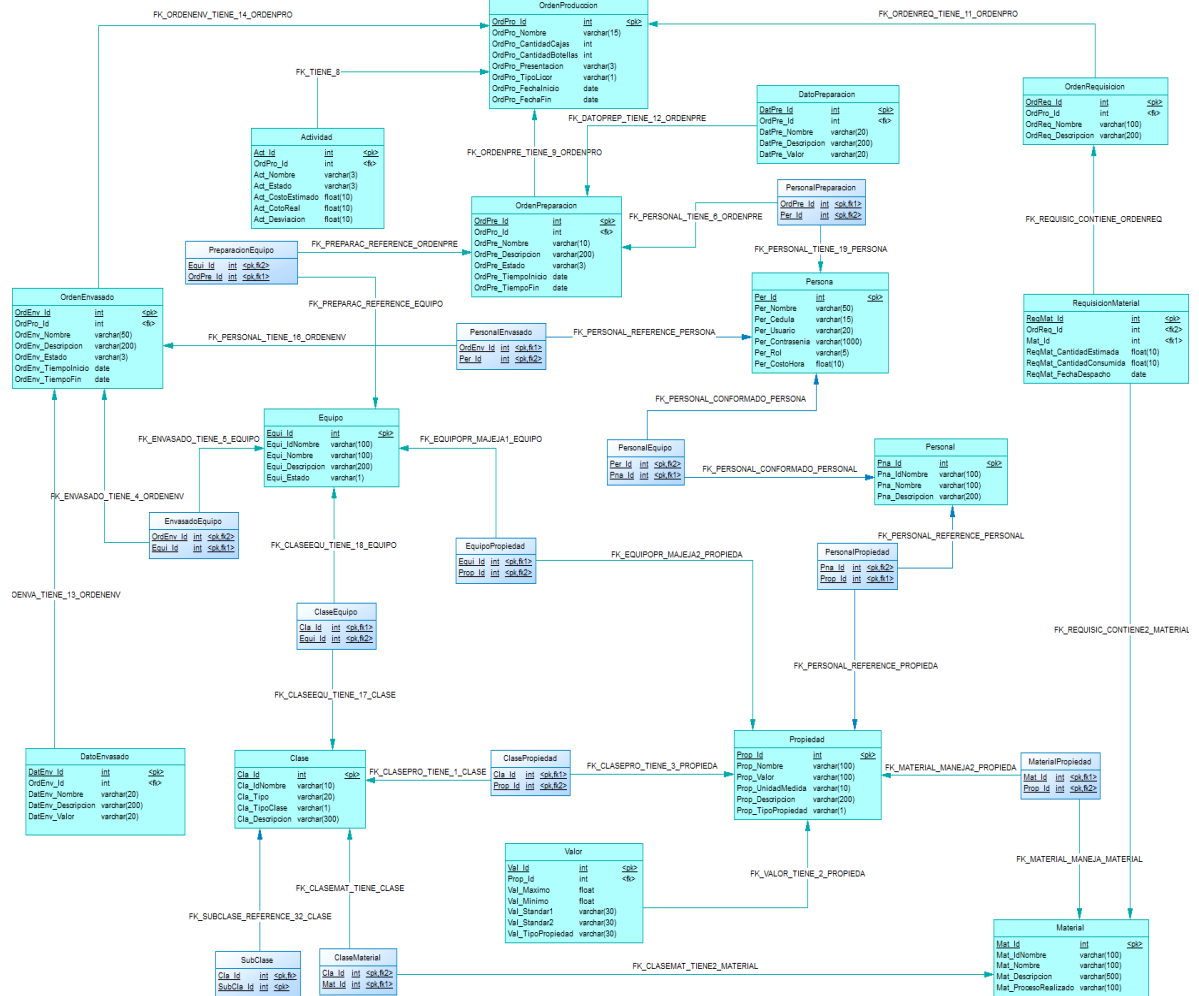 FK_ORDENENV_TIENE_14_ORDENPRO
OrdenProduccion
OrdPro_Id int <pk>
OrdPro_Nombre varchar(15)
OrdPro_CantidadCajas int
OrdPro_CantidadBotellas int
OrdPro_Presentacion varchar(3)
OrdPro_TipoLicor varchar(1)
OrdPro_FechaInicio date
OrdPro_FechaFin date
FK_ORDENREQ_TIENE_11_ORDENPRO
FK_TIENE_8
OrdenRequisicion
OrdReq_Id int <pk>
OrdPro_Id int <fk>
OrdReq_Nombre varchar(100)
OrdReq_Descripcion varchar(200)
DatoPreparacion
DatPre_Id int <pk>
OrdPre_Id int <fk>
DatPre_Nombre varchar(20)
DatPre_Descripcion varchar(200)
DatPre_Valor varchar(20)
FK_DATOPREP_TIENE_12_ORDENPRE
Actividad
Act_Id int <pk>
OrdPro_Id int <fk>
Act_Nombre varchar(3)
Act_Estado varchar(3)
Act_CostoEstimado float(10)
Act_CotoReal float(10)
Act_Desviacion float(10)
FK_ORDENPRE_TIENE_9_ORDENPRO
PersonalPreparacion
OrdPre_Id int <pk,fk1>
Per_Id int <pk,fk2>
OrdenPreparacion
OrdPre_Id int <pk>
OrdPro_Id int <fk>
OrdPre_Nombre varchar(10)
OrdPre_Descripcion varchar(200)
OrdPre_Estado varchar(3)
OrdPre_TiempoInicio date
OrdPre_TiempoFin date
FK_PERSONAL_TIENE_6_ORDENPRE
FK_REQUISIC_CONTIENE_ORDENREQ
PreparacionEquipo
Equi_Id int <pk,fk2>
OrdPre_Id int <pk,fk1>
FK_PREPARAC_REFERENCE_ORDENPRE
FK_PERSONAL_TIENE_19_PERSONA
Persona
Per_Id int <pk>
Per_Nombre varchar(50)
Per_Cedula varchar(15)
Per_Usuario varchar(20)
Per_Contrasenia varchar(1000)
Per_Rol varchar(5)
Per_CostoHora float(10)
FK_PREPARAC_REFERENCE_EQUIPO
OrdenEnvasado
OrdEnv_Id int <pk>
OrdPro_Id int <fk>
OrdEnv_Nombre varchar(50)
OrdEnv_Descripcion varchar(200)
OrdEnv_Estado varchar(3)
OrdEnv_TiempoInicio date
OrdEnv_TiempoFin date
RequisicionMaterial
ReqMat_Id int <pk>
OrdReq_Id int <fk2>
Mat_Id int <fk1>
ReqMat_CantidadEstimada float(10)
ReqMat_CantidadConsumida float(10)
ReqMat_FechaDespacho date
FK_PERSONAL_TIENE_16_ORDENENV
PersonalEnvasado
OrdEnv_Id int <pk,fk1>
Per_Id int <pk,fk2>
FK_PERSONAL_REFERENCE_PERSONA
FK_PERSONAL_CONFORMADO_PERSONA
Equipo
Equi_Id int <pk>
Equi_IdNombre varchar(100)
Equi_Nombre varchar(100)
Equi_Descripcion varchar(200)
Equi_Estado varchar(1)
FK_ENVASADO_TIENE_5_EQUIPO
FK_EQUIPOPR_MAJEJA1_EQUIPO
PersonalEquipo
Per_Id int <pk,fk2>
Pna_Id int <pk,fk1>
FK_PERSONAL_CONFORMADO_PERSONAL
Personal
Pna_Id int <pk>
Pna_IdNombre varchar(100)
Pna_Nombre varchar(100)
Pna_Descripcion varchar(200)
FK_ENVASADO_TIENE_4_ORDENENV
EnvasadoEquipo
OrdEnv_Id int <pk,fk2>
Equi_Id int <pk,fk1>
FK_CLASEEQU_TIENE_18_EQUIPO
EquipoPropiedad
Equi_Id int <pk,fk1>
Prop_Id int <pk,fk2>
FK_EQUIPOPR_MAJEJA2_PROPIEDA
FK_PERSONAL_REFERENCE_PERSONAL
PersonalPropiedad
Pna_Id int <pk,fk2>
Prop_Id int <pk,fk1>
DENVA_TIENE_13_ORDENENV
ClaseEquipo
Cla_Id int <pk,fk1>
Equi_Id int <pk,fk2>
FK_REQUISIC_CONTIENE2_MATERIAL
FK_PERSONAL_REFERENCE_PROPIEDA
FK_CLASEEQU_TIENE_17_CLASE
DatoEnvasado
DatEnv_Id int <pk>
OrdEnv_Id int <fk>
DatEnv_Nombre varchar(20)
DatEnv_Descripcion varchar(200)
DatEnv_Valor varchar(20)
Clase
Cla_Id int <pk>
Cla_IdNombre varchar(10)
Cla_Tipo varchar(20)
Cla_TipoClase varchar(1)
Cla_Descripcion varchar(300)
FK_CLASEPRO_TIENE_1_CLASE
ClasePropiedad
Cla_Id int <pk,fk1>
Prop_Id int <pk,fk2>
FK_CLASEPRO_TIENE_3_PROPIEDA
Propiedad
Prop_Id int <pk>
Prop_Nombre varchar(100)
Prop_Valor varchar(100)
Prop_UnidadMedida varchar(10)
Prop_Descripcion varchar(200)
Prop_TipoPropiedad varchar(1)
FK_MATERIAL_MANEJA2_PROPIEDA
MaterialPropiedad
Mat_Id int <pk,fk1>
Prop_Id int <pk,fk2>
Valor
Val_Id int <pk>
Prop_Id int <fk>
Val_Maximo float
Val_Minimo float
Val_Standar1 varchar(30)
Val_Standar2 varchar(30)
Val_TipoPropiedad varchar(30)
FK_VALOR_TIENE_2_PROPIEDA
FK_MATERIAL_MANEJA_MATERIAL
FK_CLASEMAT_TIENE_CLASE
FK_SUBCLASE_REFERENCE_32_CLASE
SubClase
Cla_Id int <pk,fk>
SubCla_Id int <pk>
ClaseMaterial
Cla_Id int <pk,fk2>
Mat_Id int <pk,fk1>
FK_CLASEMAT_TIENE2_MATERIAL
Material
Mat_Id int <pk>
Mat_IdNombre varchar(100)
Mat_Nombre varchar(100)
Mat_Descripcion varchar(500)
Mat_ProcesoRealizado varchar(100)